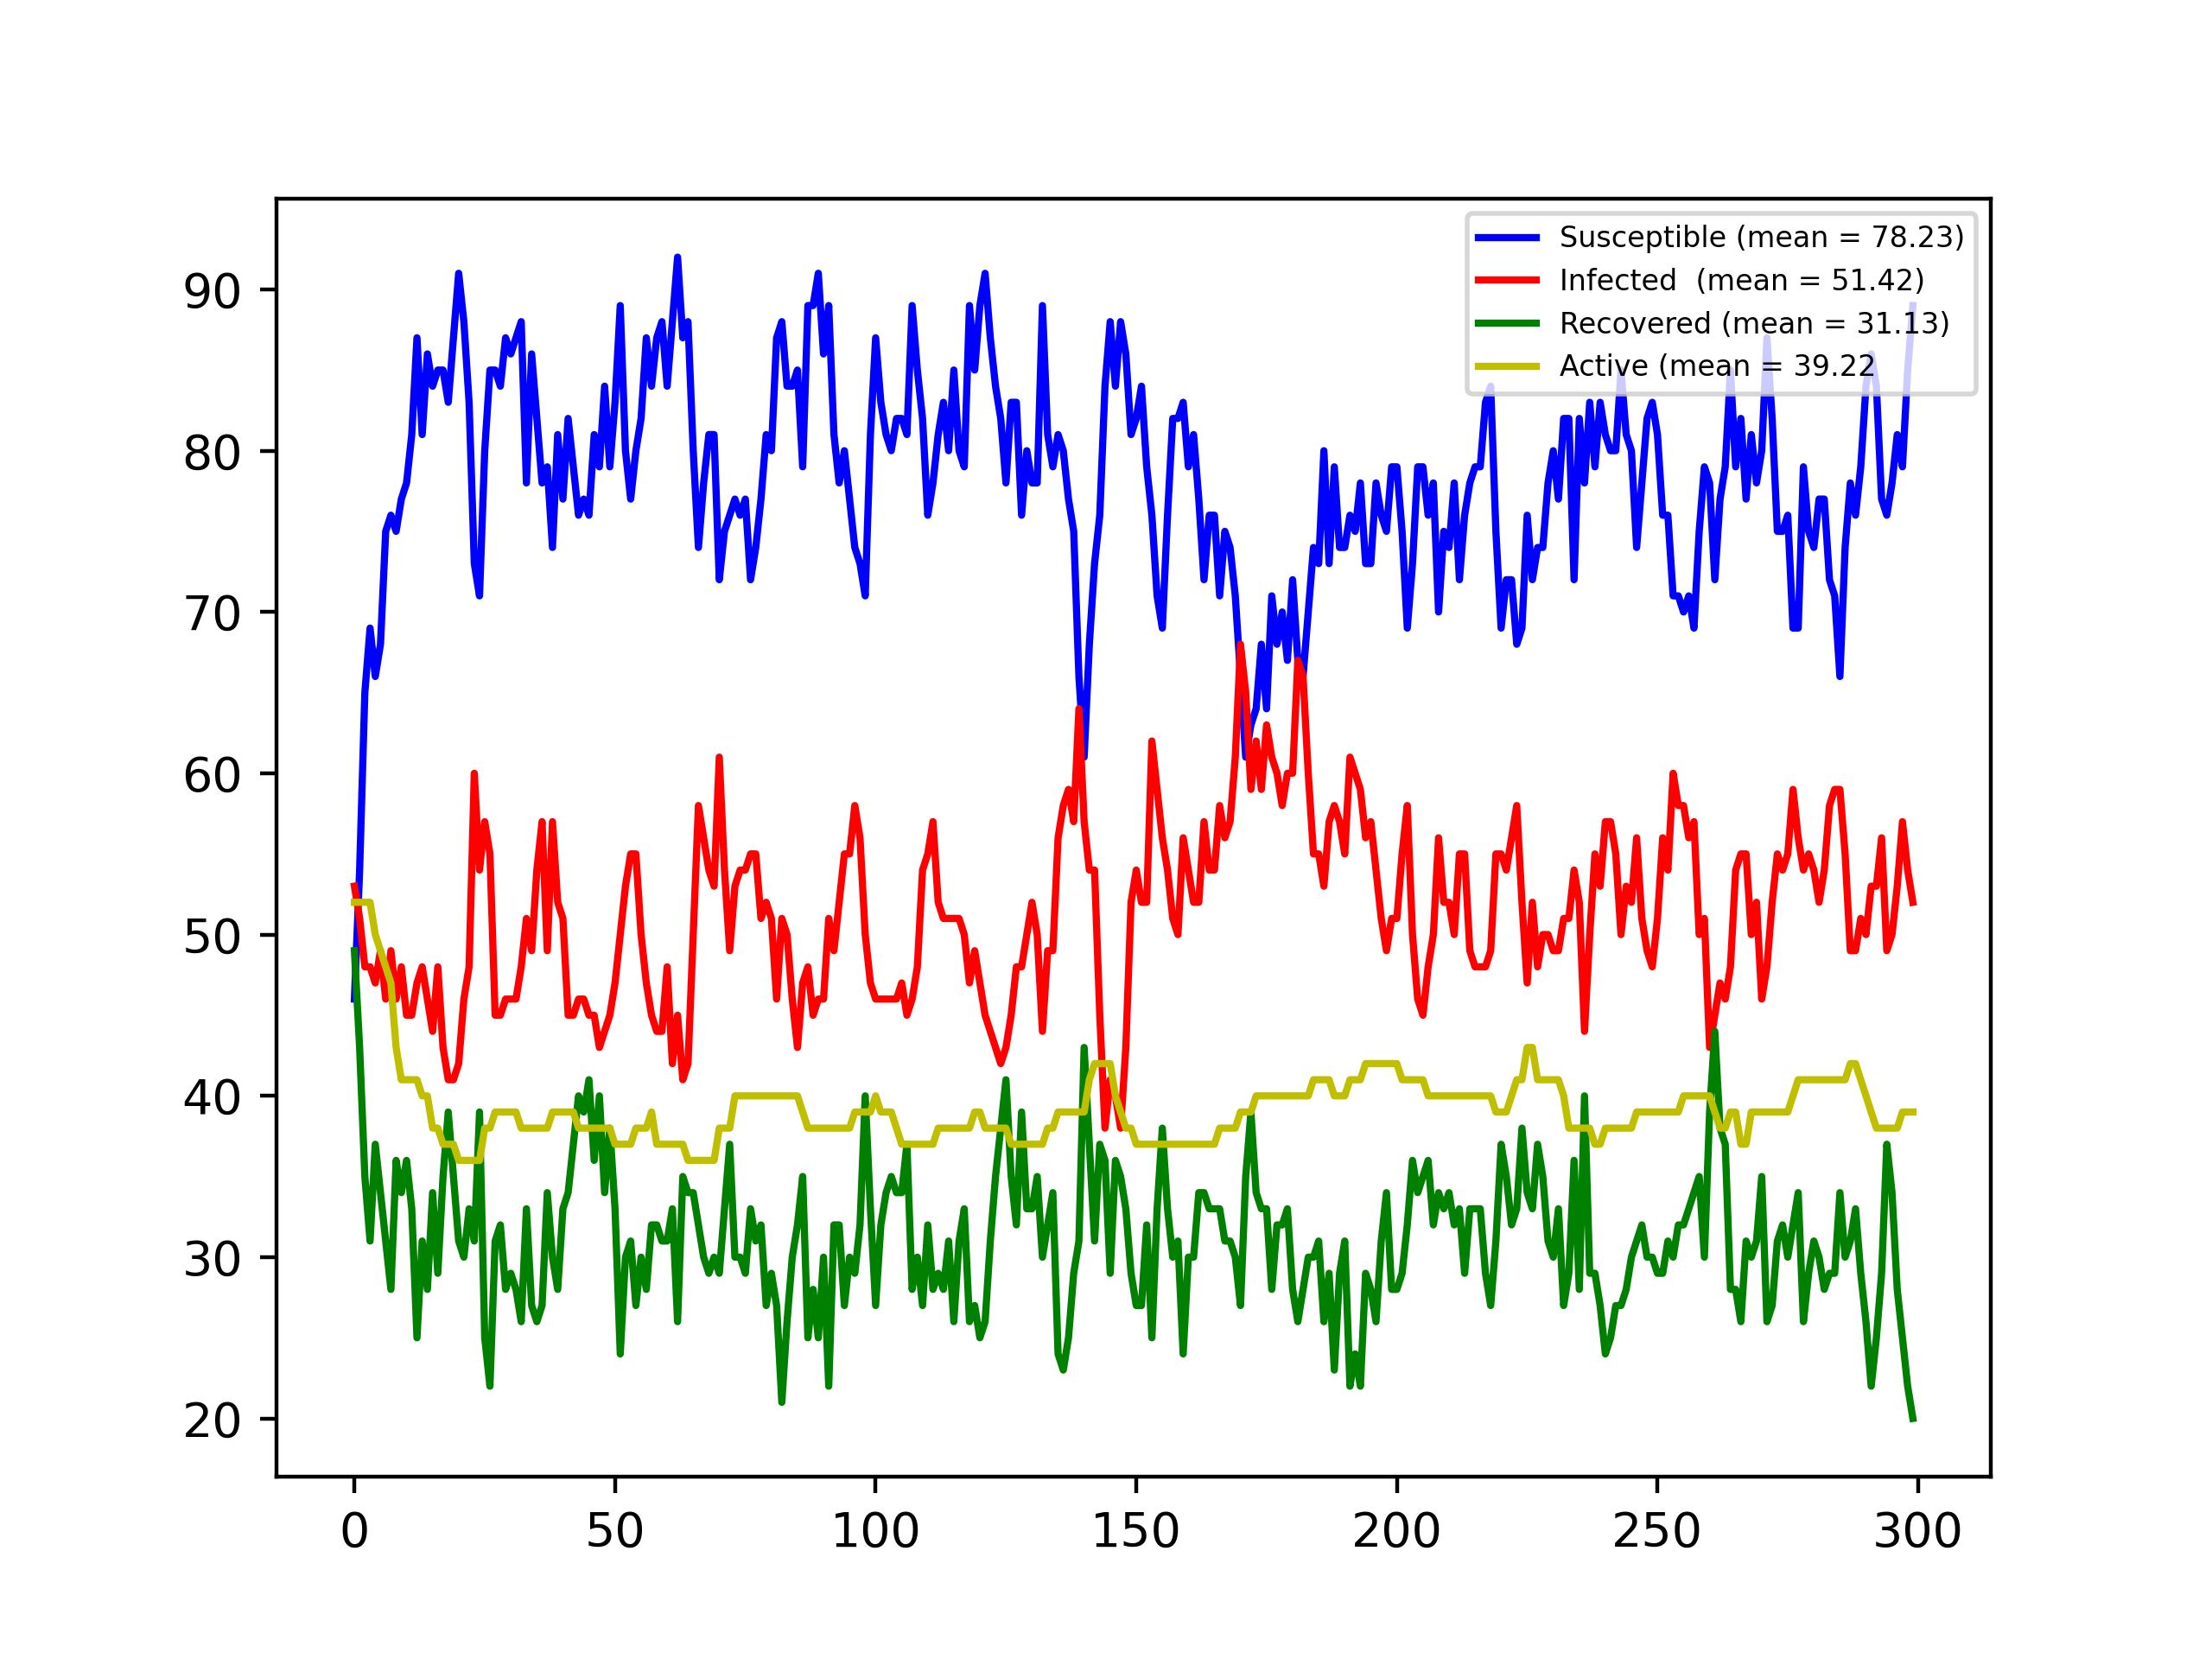 Susceptible (mean = 78.23)
Infected  (mean = 51.42)
Recovered (mean = 31.13)
Active (mean = 39.22
90
80
70
60
50
40
30
20
0 50 100 150 200 250 300